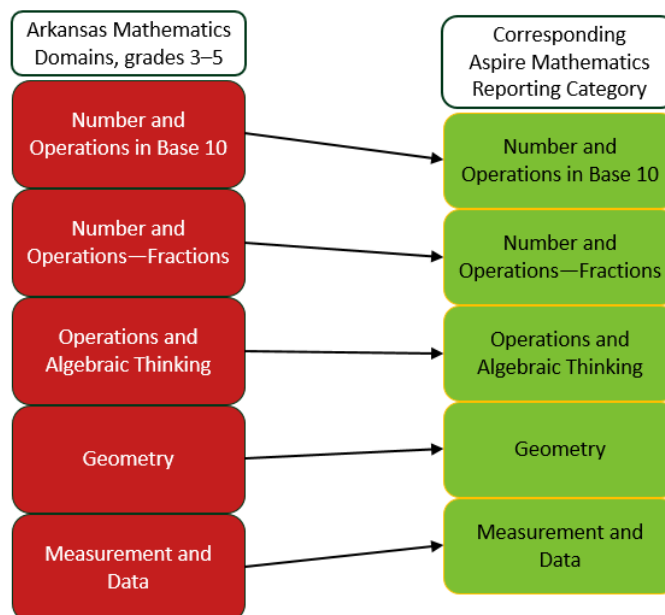 Arkansas Mathematics
Domains, grades 3–5
Number and
Operations in Base 10
Number and
Operations—Fractions
Operations and
Algebraic Thinking
Geometry
Measurement and
Data
Corresponding
Aspire Mathematics
Reporting Category
Number and
Operations in Base 10
Number and
Operations—Fractions
Operations and
Algebraic Thinking
Geometry
Measurement and
Data